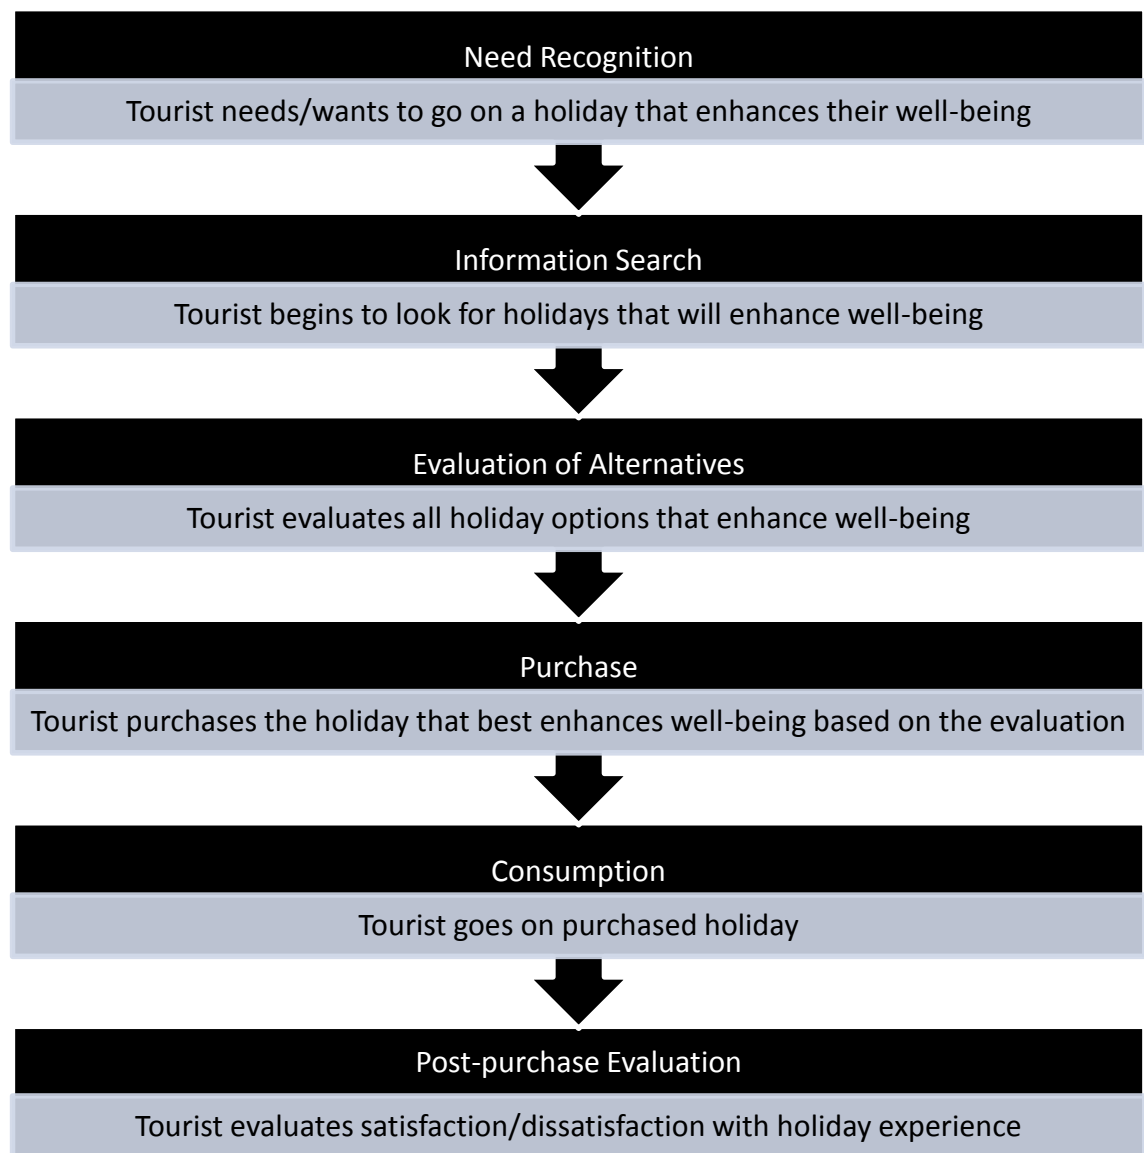 Need Recognition
Tourist needs/wants to go on a holiday that enhances their well-being
Information Search
Tourist begins to look for holidays that will enhance well-being
Evaluation of Alternatives
Tourist evaluates all holiday options that enhance well-being
Purchase
Tourist purchases the holiday that best enhances well-being based on the evaluation
Consumption
Tourist goes on purchased holiday
Post-purchase Evaluation
Tourist evaluates satisfaction/dissatisfaction with holiday experience